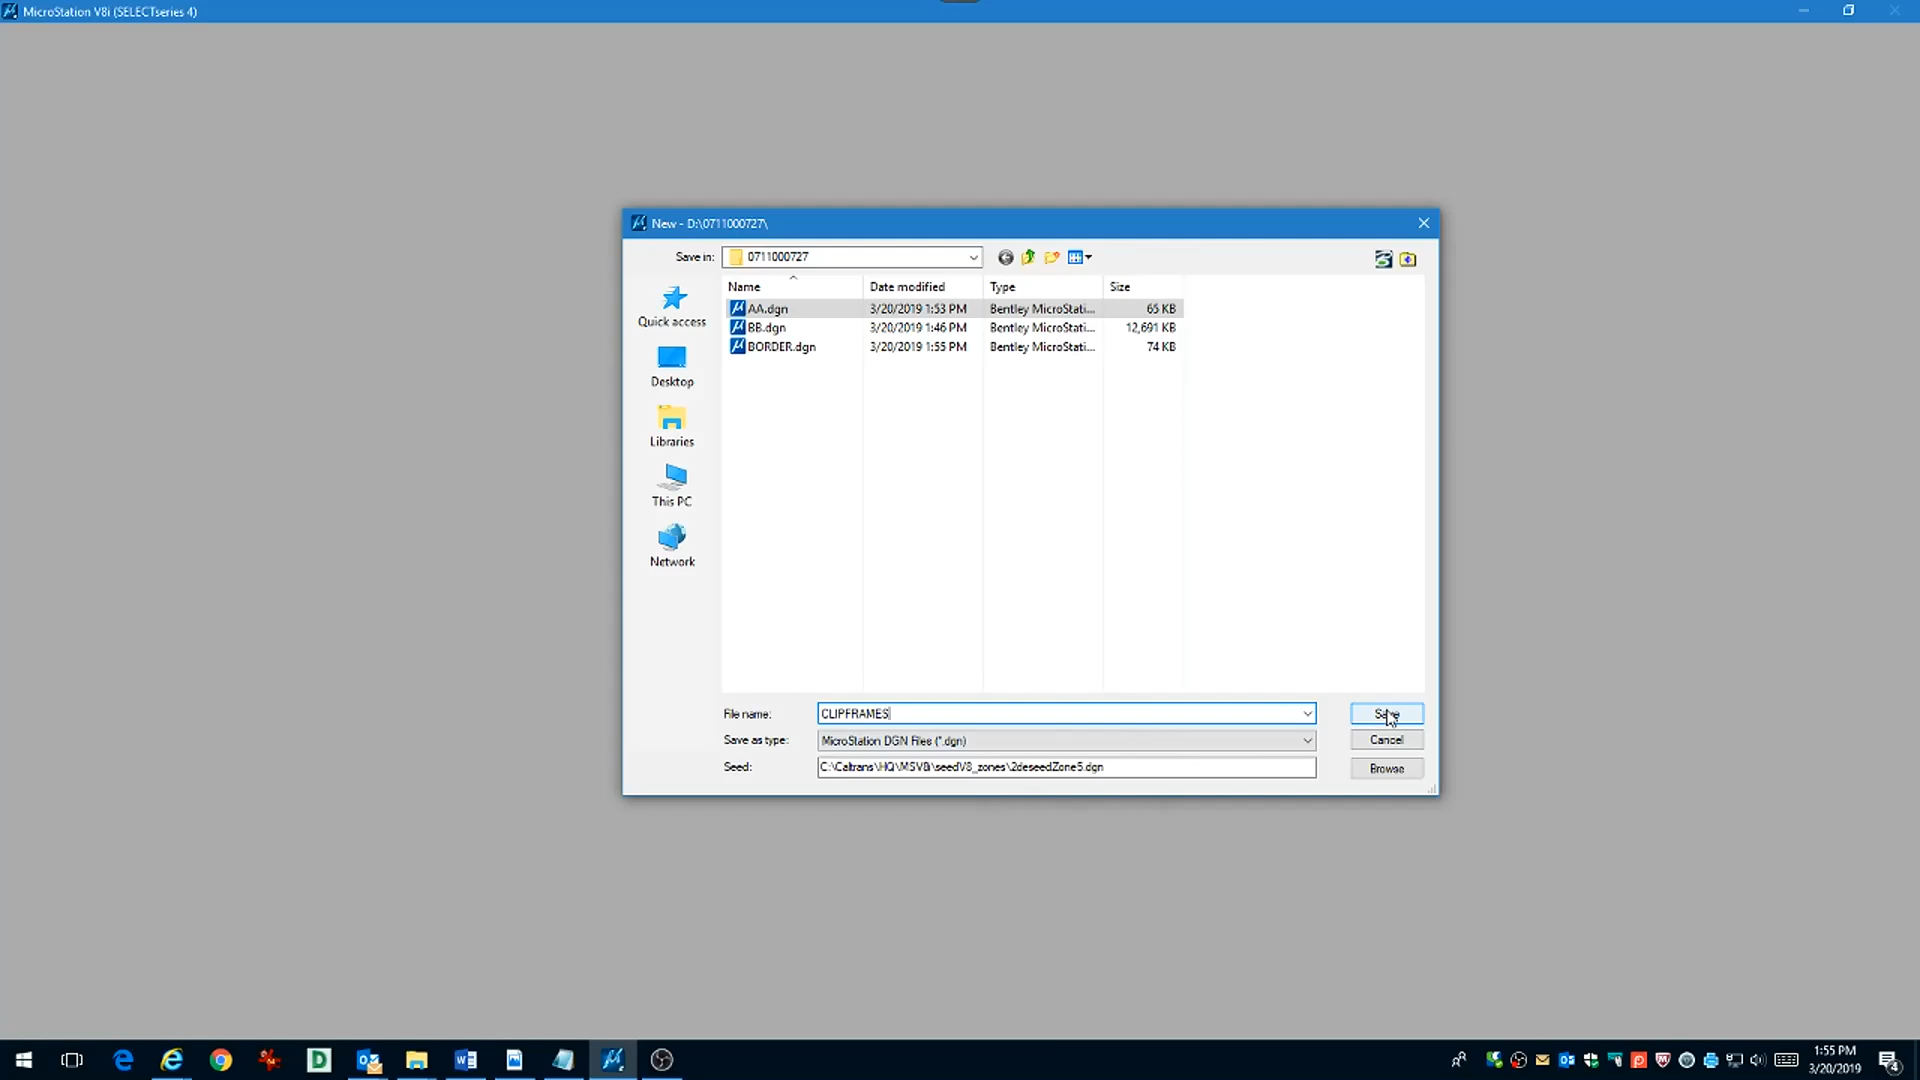 MicroStation V8i (SELECTseries 4)
New - D:\0711000727\
Save in: 0711000727
Name Date modified Type Size
AA.dgn 3/20/2019 1:53 PM Bentley MicroStati... 65 KB
BB.dgn 3/20/2019 1:46 PM Bentley MicroStati... 12,691 KB
BORDER.dgn 3/20/2019 1:55 PM Bentley MicroStati... 74 KB
Quick access
Desktop
Libraries
This PC
Network
File name: CLIPFRAMES Save
Save as type: MicroStation DGN Files (*.dgn) Cancel
Seed: C:\Caltrans\HQ\MSV8i\seedV8_zones\2deseedZone5.dgn Browse
1:55 PM
3/20/2019
4